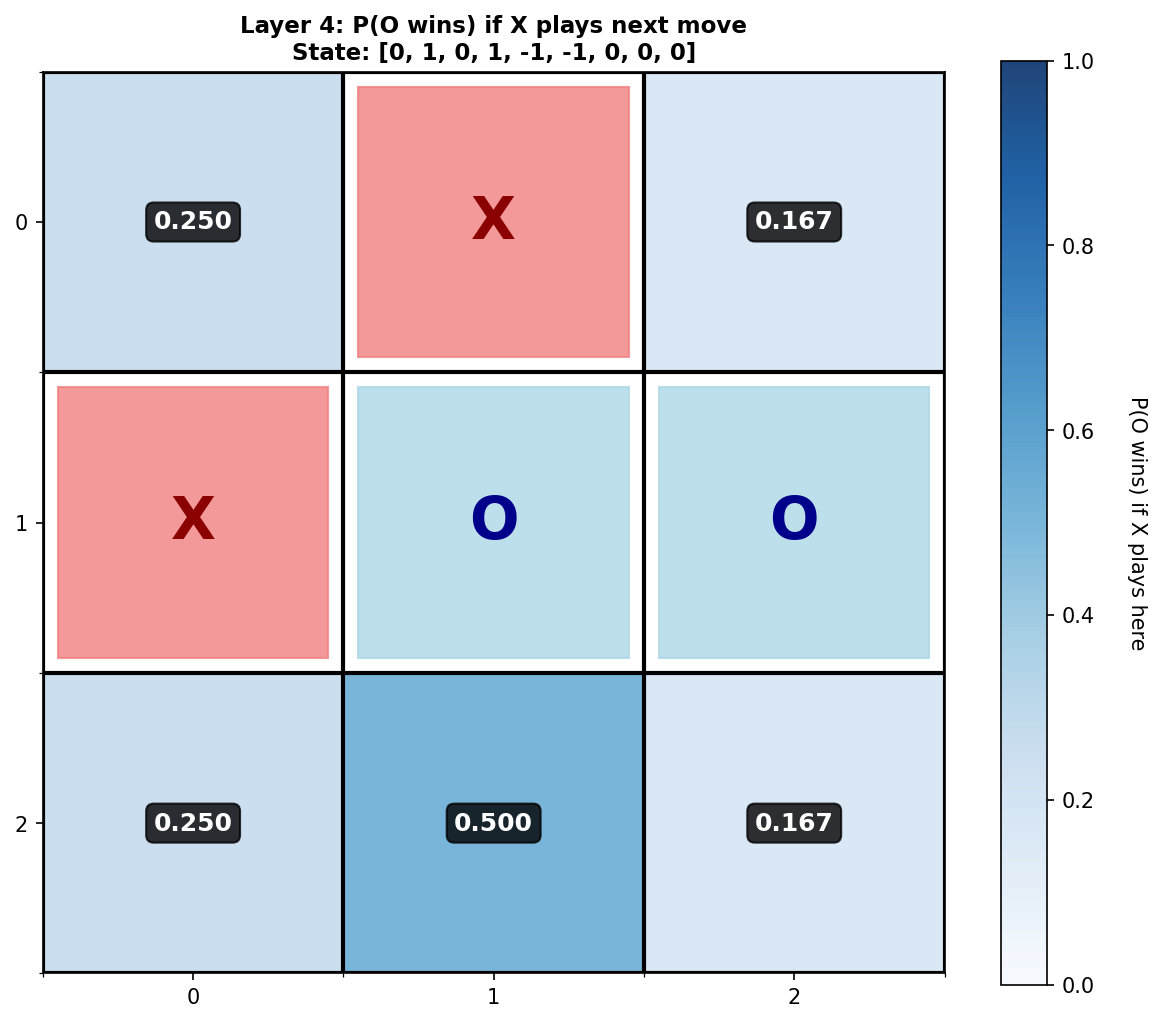 Layer 4: P(O wins) if X plays next move
State: [0, 1, 0, 1, -1, -1, 0, 0, 0]
0.250
X
0.167
X
O
O
0.250
0.500
0.167
0
1
2
0
1
2
1.0
0.8
0.6
0.4
0.2
0.0
P(O wins) if X plays here